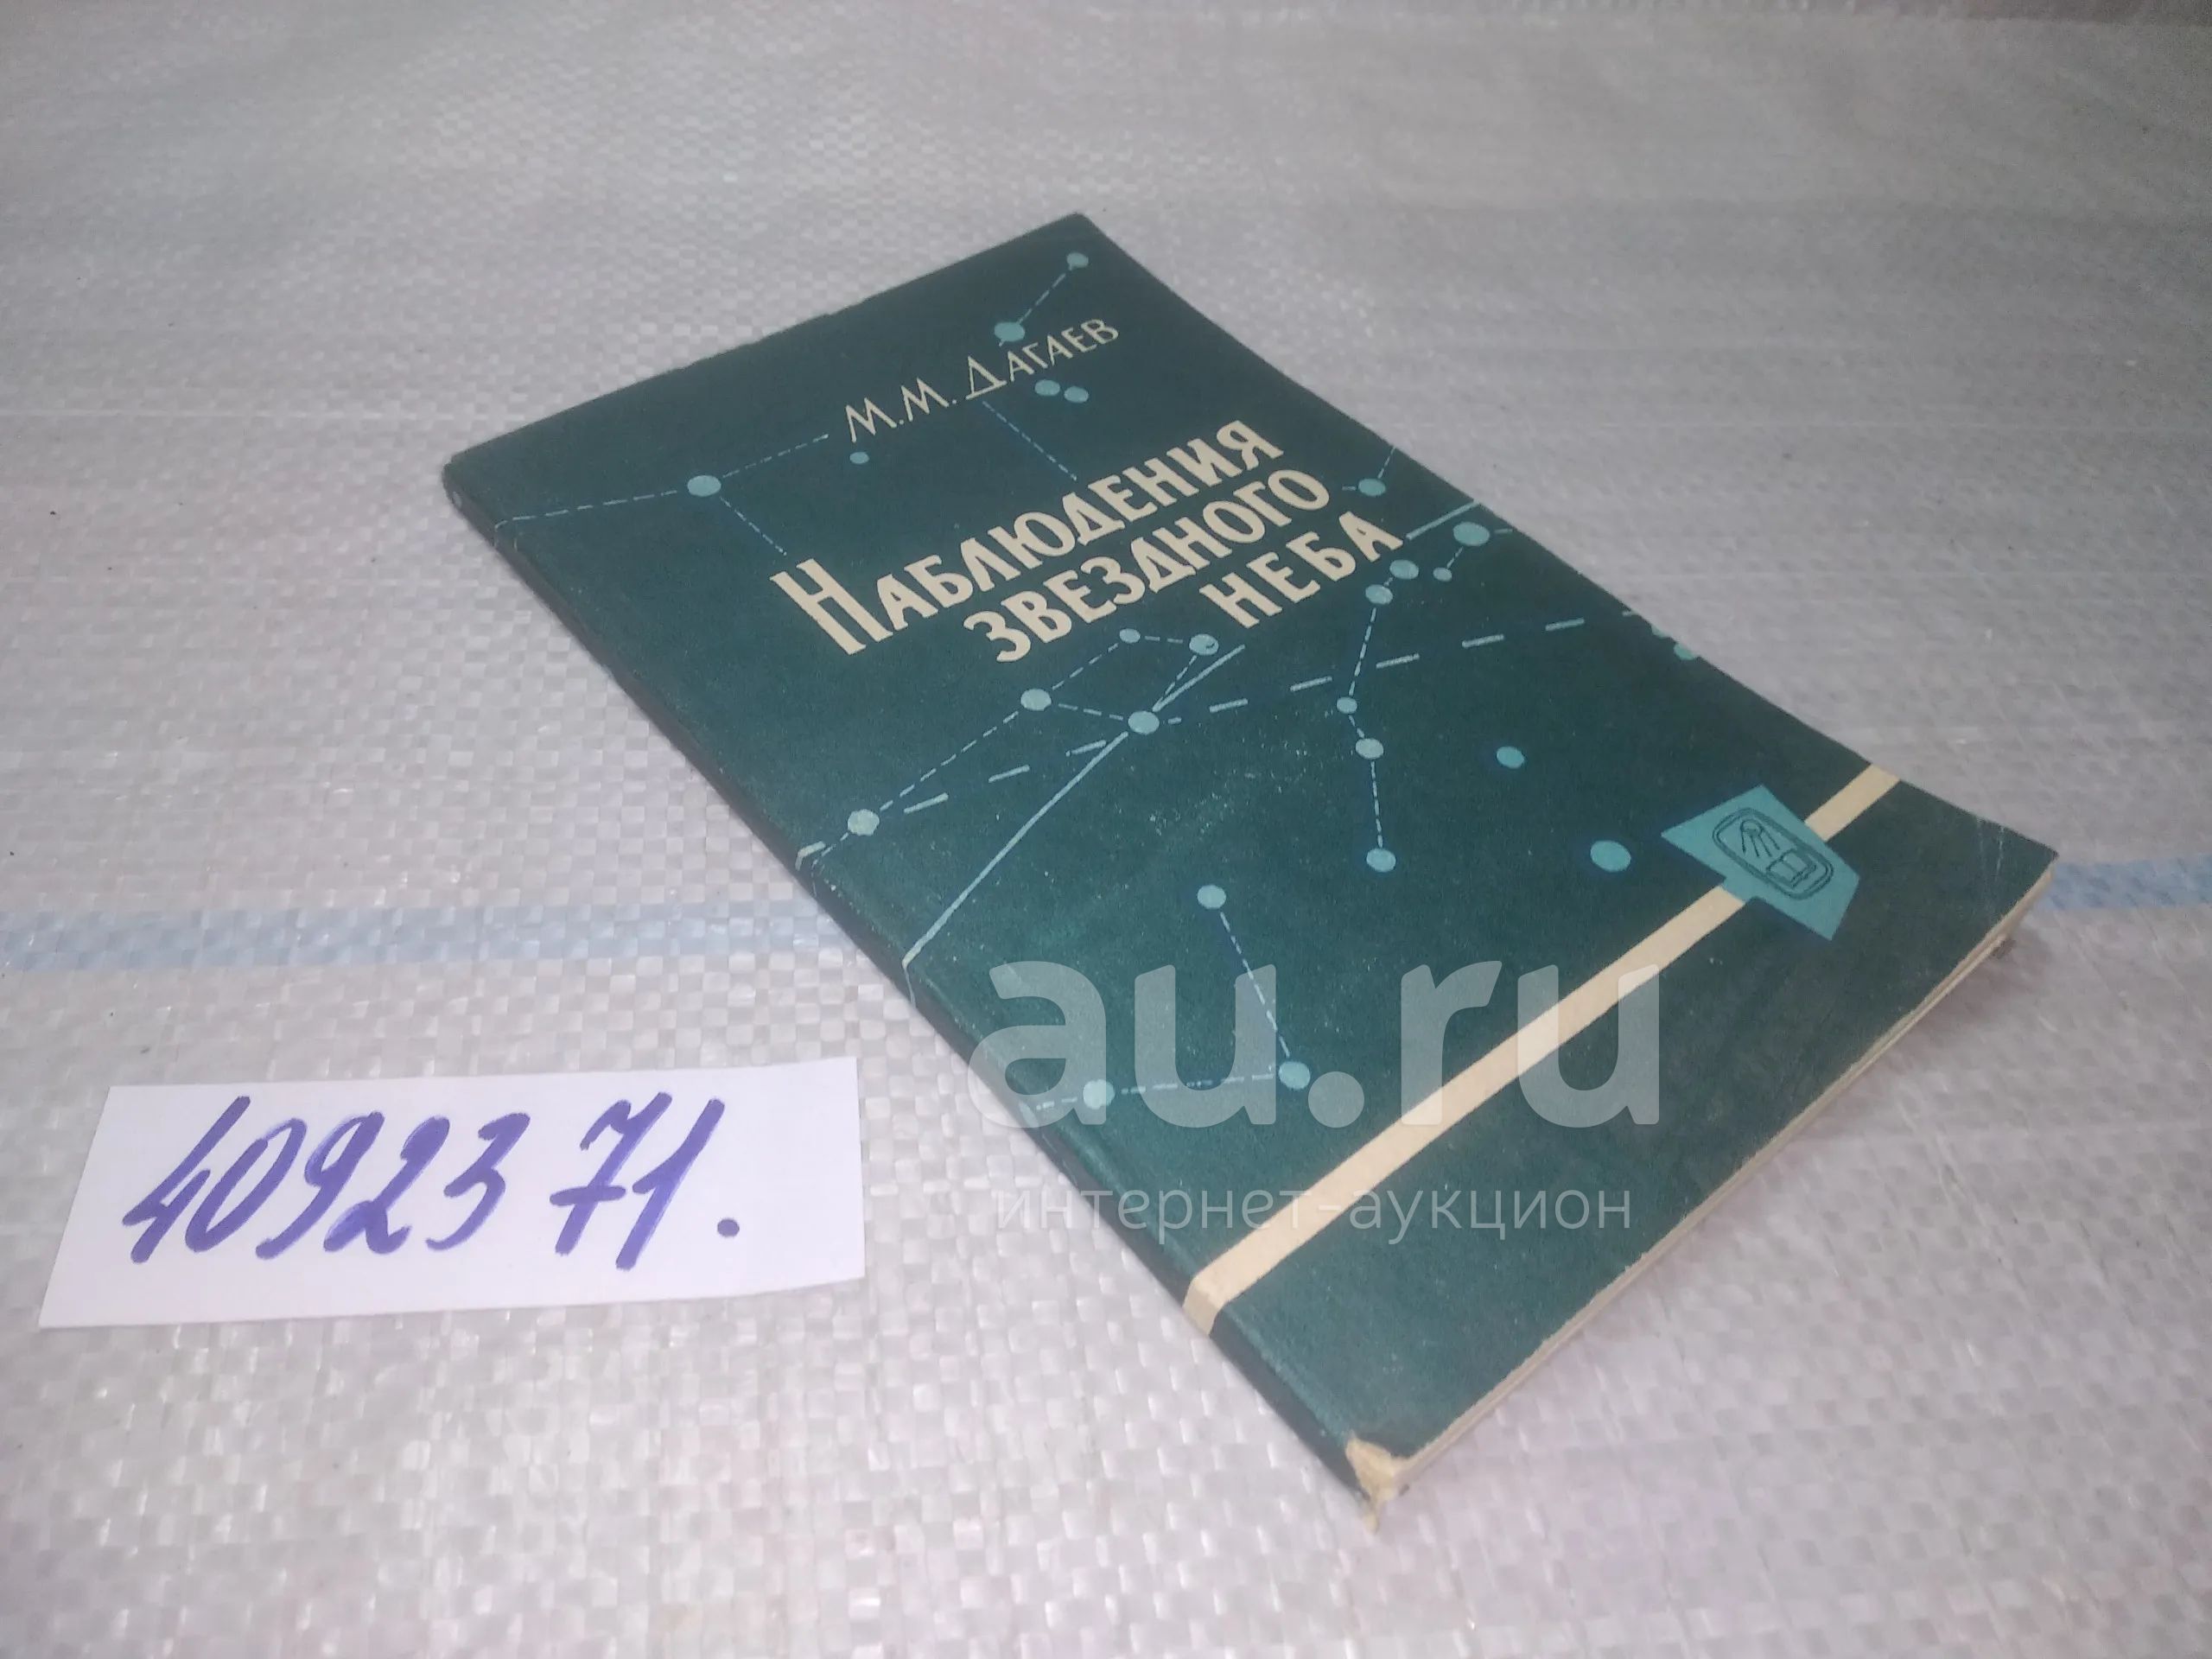 М.М. ДАГАЕВ
НАБЛЮДЕНИЯ
ЗВЕЗДНОГО
НЕБА
au.ru
интернет-аукцион
4092371.